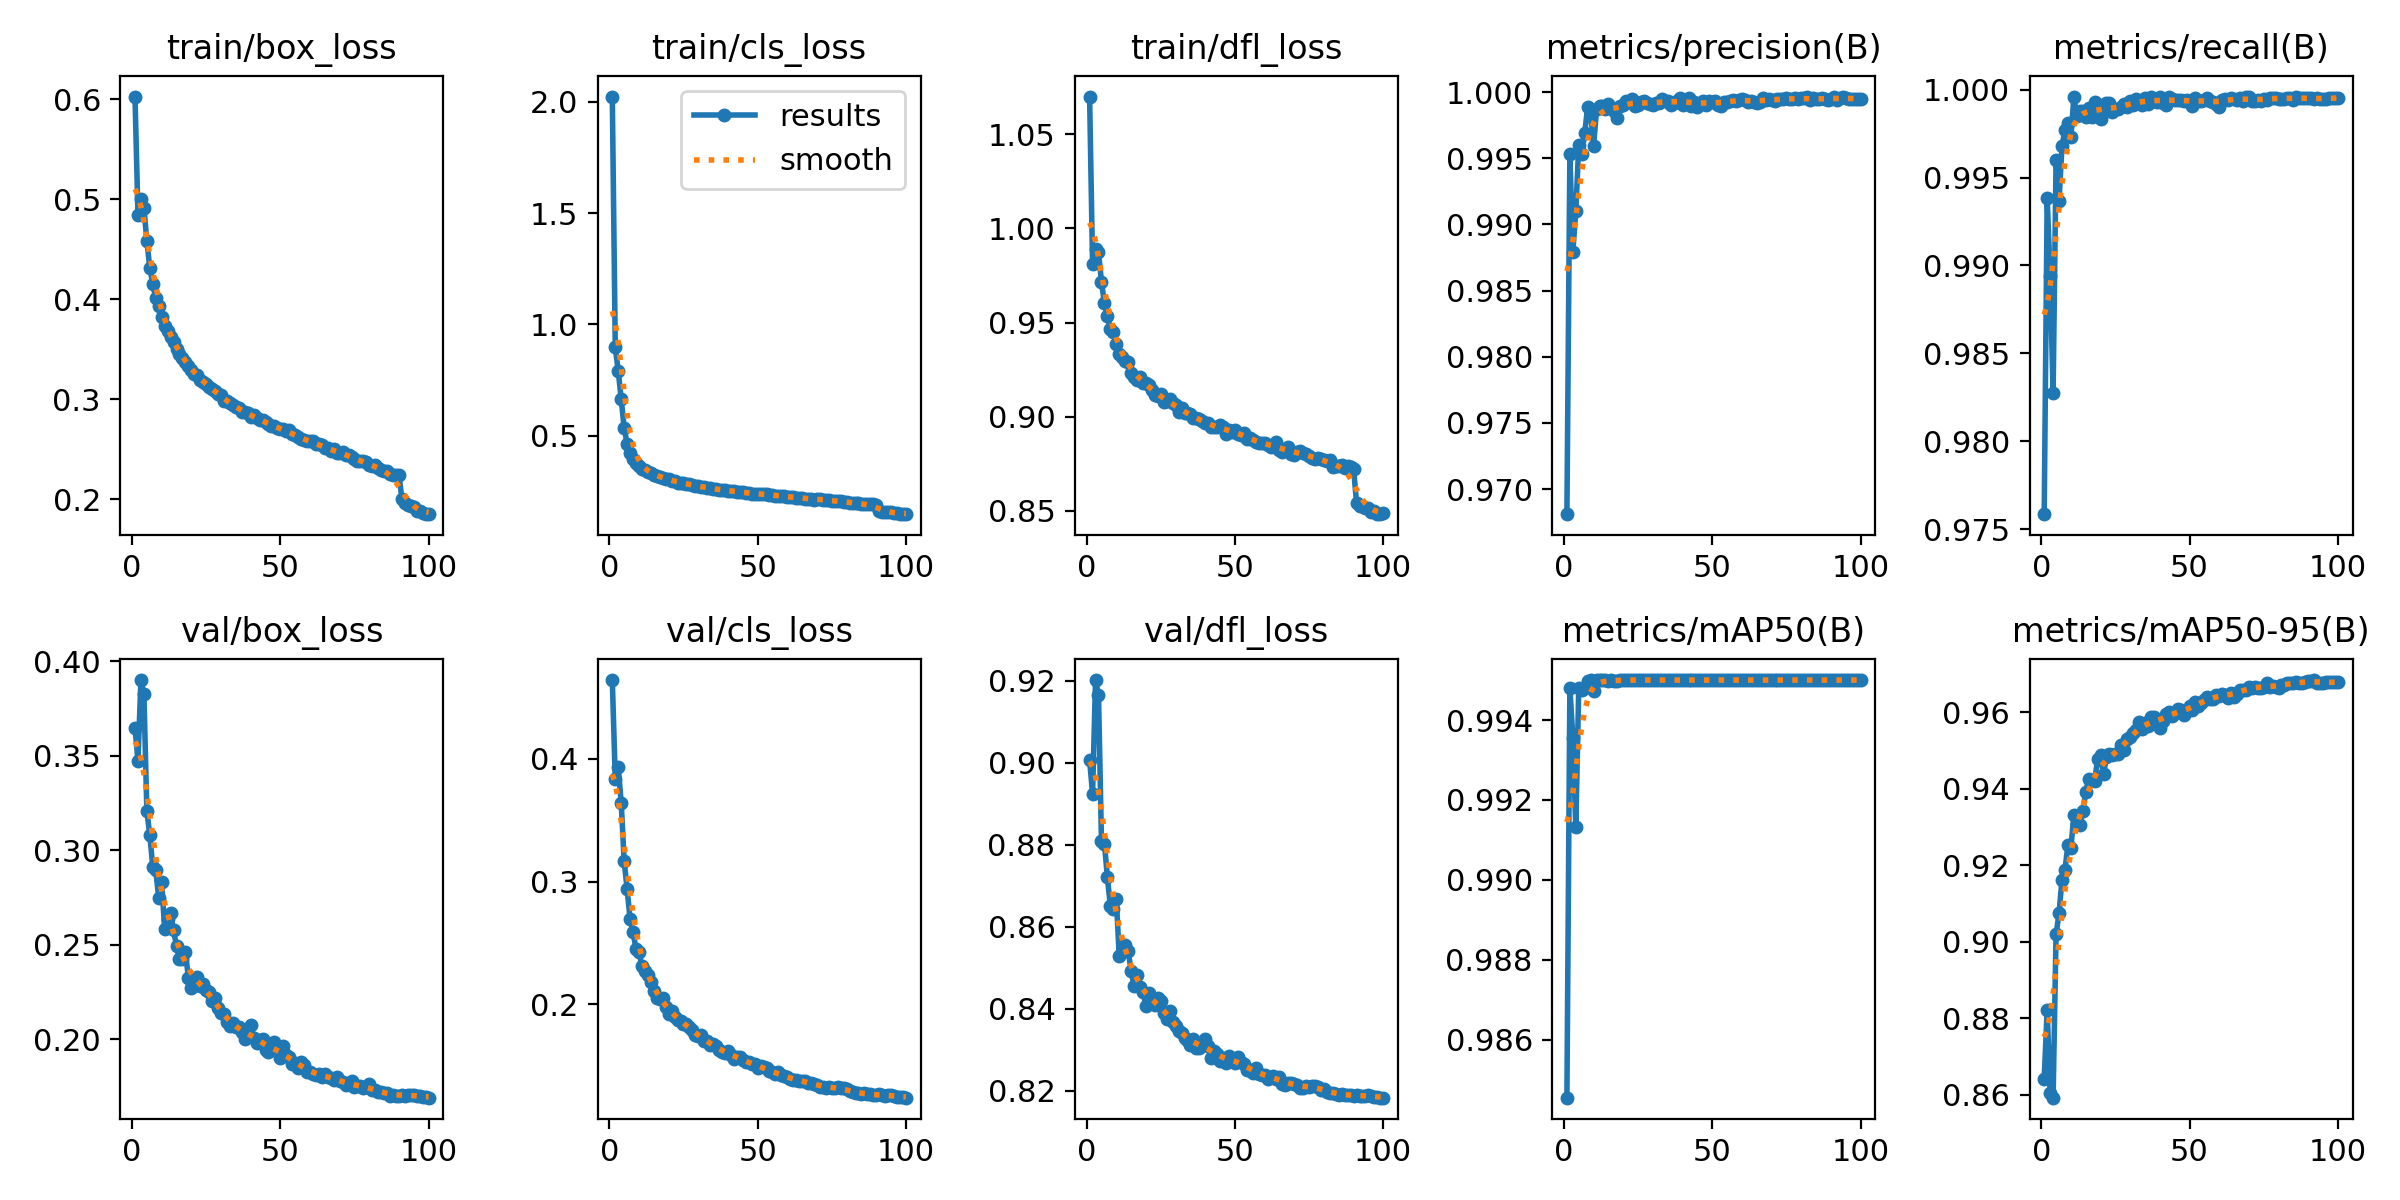 train/box_loss
0.6
0.5
0.4
0.3
0.2
0 50 100
train/cls_loss
results
smooth
2.0
1.5
1.0
0.5
0 50 100
train/dfl_loss
1.05
1.00
0.95
0.90
0.85
0 50 100
metrics/precision(B)
1.000
0.995
0.990
0.985
0.980
0.975
0.970
0 50 100
metrics/recall(B)
1.000
0.995
0.990
0.985
0.980
0.975
0 50 100
val/box_loss
0.40
0.35
0.30
0.25
0.20
0 50 100
val/cls_loss
0.4
0.3
0.2
0 50 100
val/dfl_loss
0.92
0.90
0.88
0.86
0.84
0.82
0 50 100
metrics/mAP50(B)
0.994
0.992
0.990
0.988
0.986
0 50 100
metrics/mAP50-95(B)
0.96
0.94
0.92
0.90
0.88
0.86
0 50 100